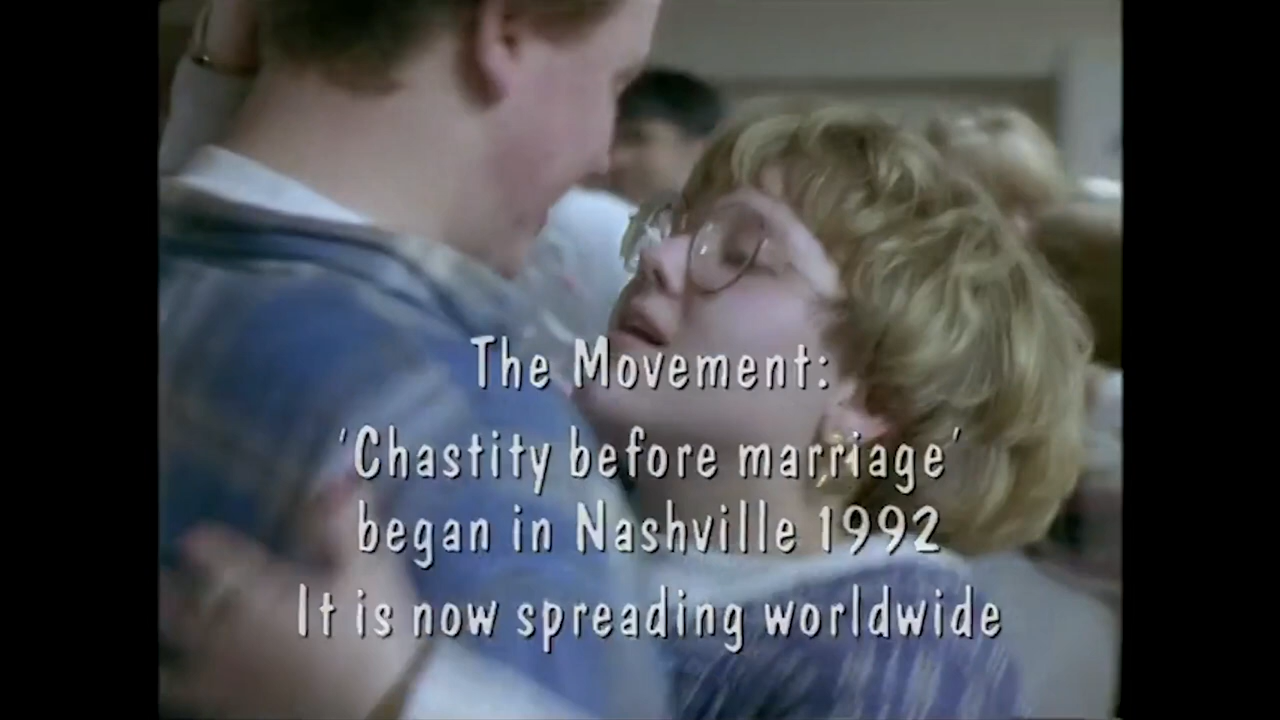 The Movement:
'Chastity before marriage'
began in Nashville 1992
It is now spreading worldwide